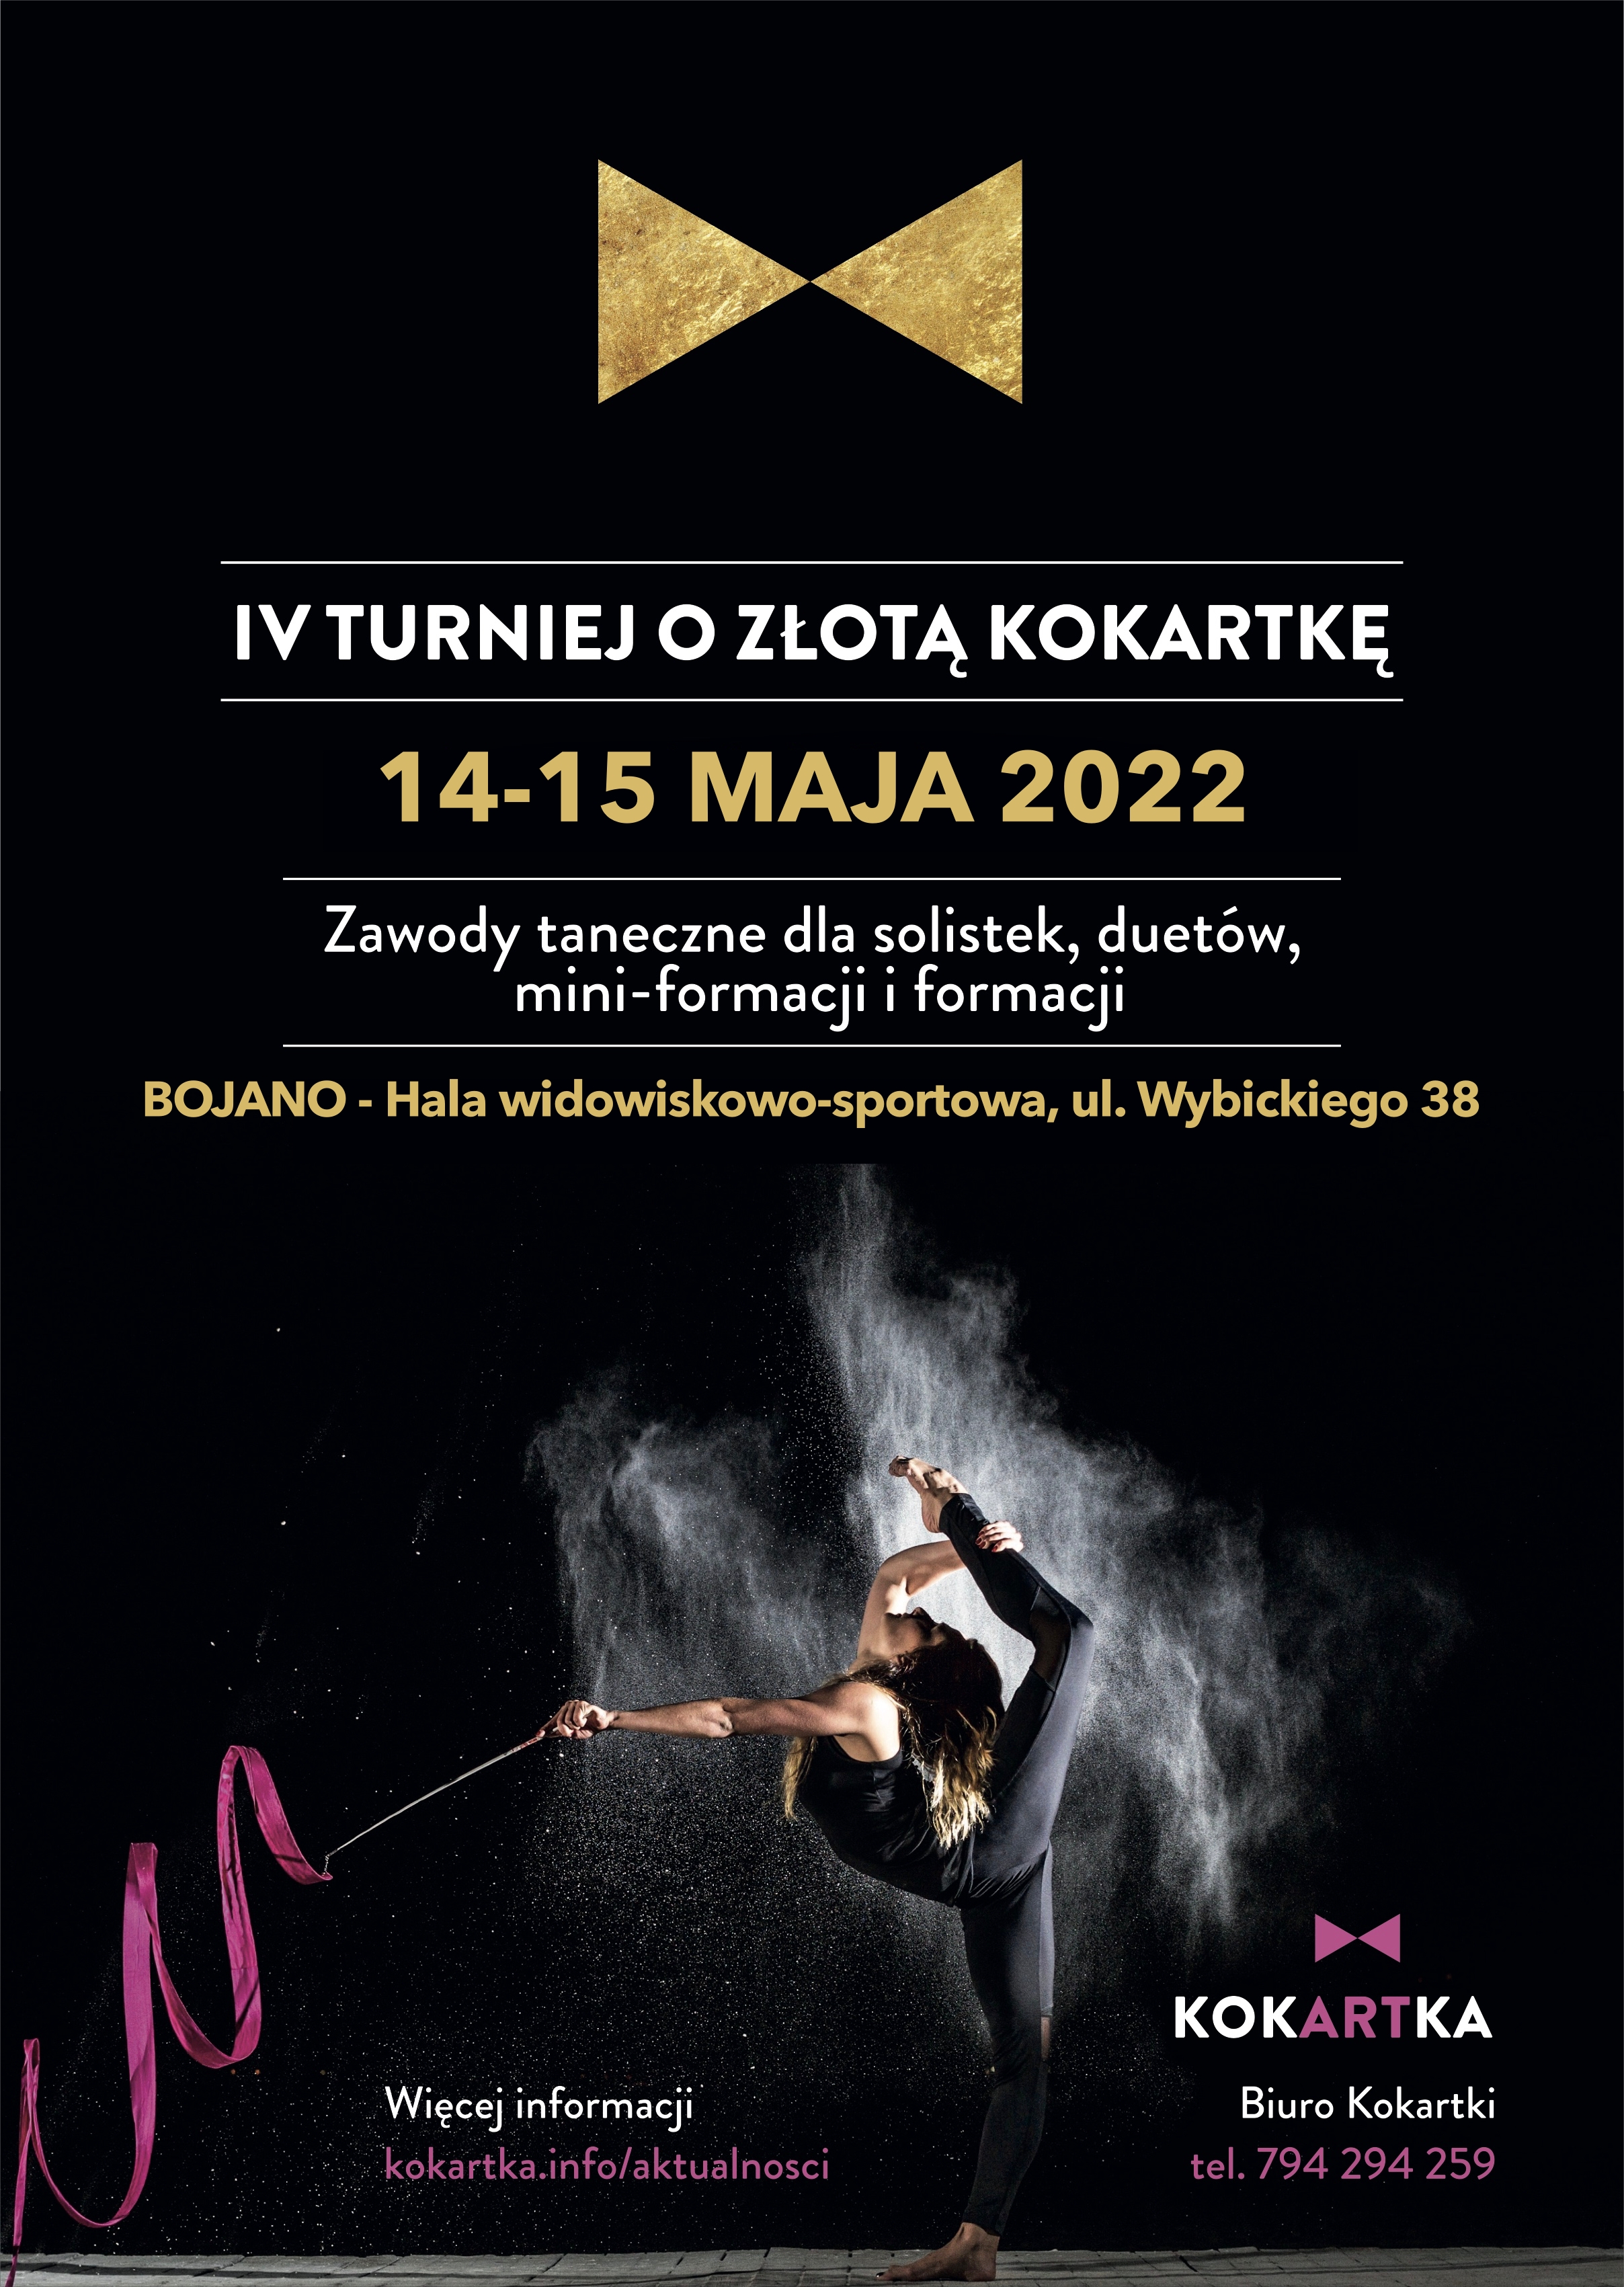 IV TURNIEJ O ZŁOTĄ KOKARTKĘ
14-15 MAJA 2022
Zawody taneczne dla solistek, duetów,
mini-formacji i formacji
BOJANO - Hala widowiskowo-sportowa, ul. Wybickiego 38
KOKARTKA
Więcej informacji
kokartka.info/aktualnosci
Biuro Kokartki
tel. 794 294 259